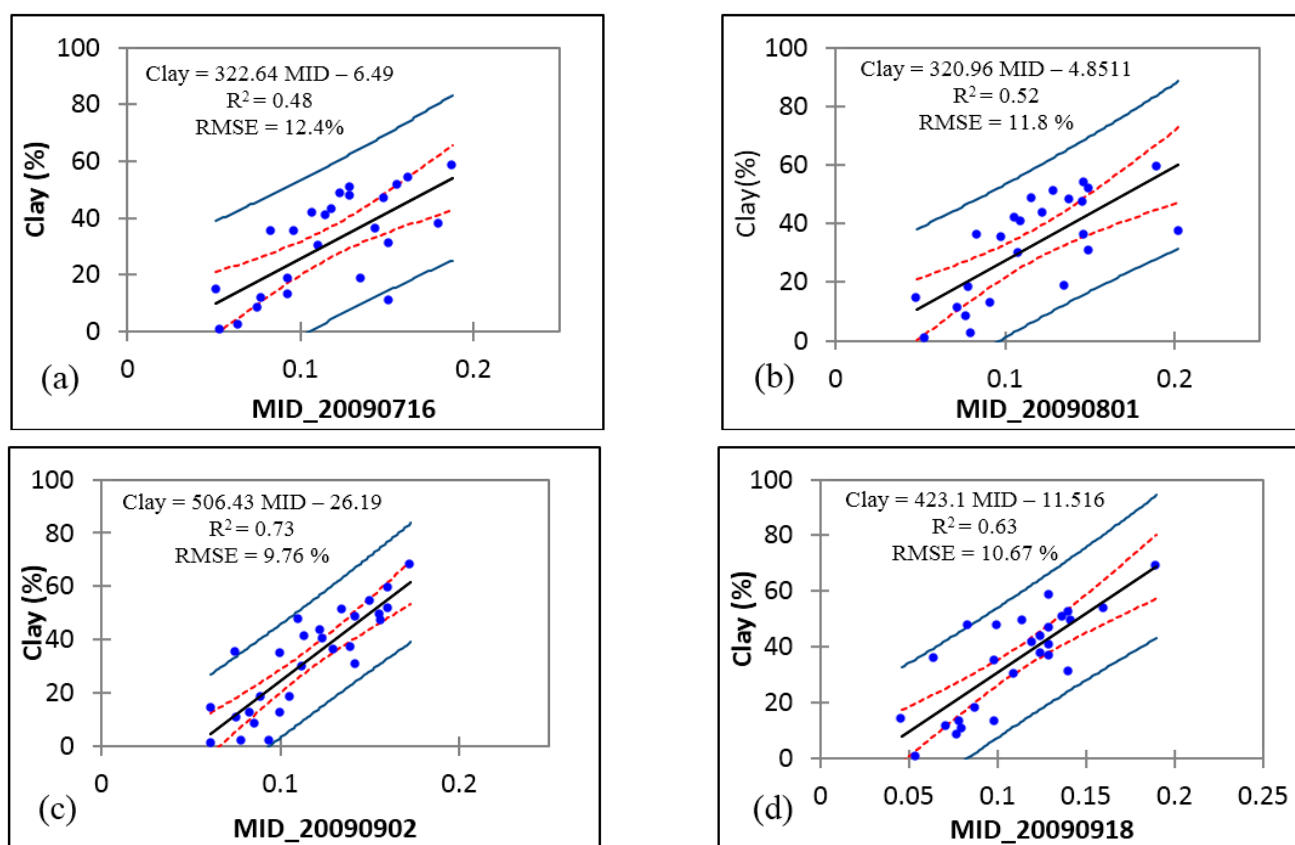 100
80
60
40
20
0
Clay (%)
Clay = 322.64 MID – 6.49
R² = 0.48
RMSE = 12.4%
0 0.1 0.2
(a)
MID_20090716
100
80
60
40
20
0
Clay(%)
Clay = 320.96 MID – 4.8511
R² = 0.52
RMSE = 11.8 %
0 0.1 0.2
(b)
MID_20090801
100
80
60
40
20
0
Clay (%)
Clay = 506.43 MID – 26.19
R² = 0.73
RMSE = 9.76 %
0 0.1 0.2
(c)
MID_20090902
100
80
60
40
20
0
Clay (%)
Clay = 423.1 MID – 11.516
R² = 0.63
RMSE = 10.67 %
0 0.05 0.1 0.15 0.2 0.25
(d)
MID_20090918